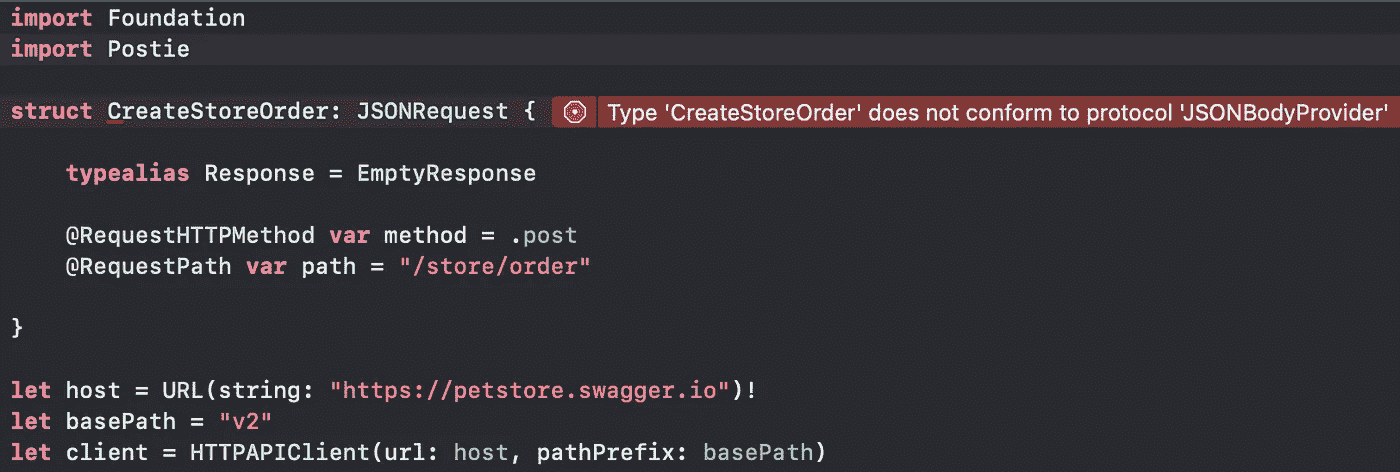 import Foundation
import Postie
struct CreateStoreOrder: JSONRequest { Type 'CreateStoreOrder' does not conform to protocol 'JSONBodyProvider'
typealias Response = EmptyResponse
@RequestHTTPMethod var method = .post
@RequestPath var path = "/store/order"
}
let host = URL(string: "https://petstore.swagger.io")!
let basePath = "v2"
let client = HTTPAPIClient(url: host, pathPrefix: basePath)